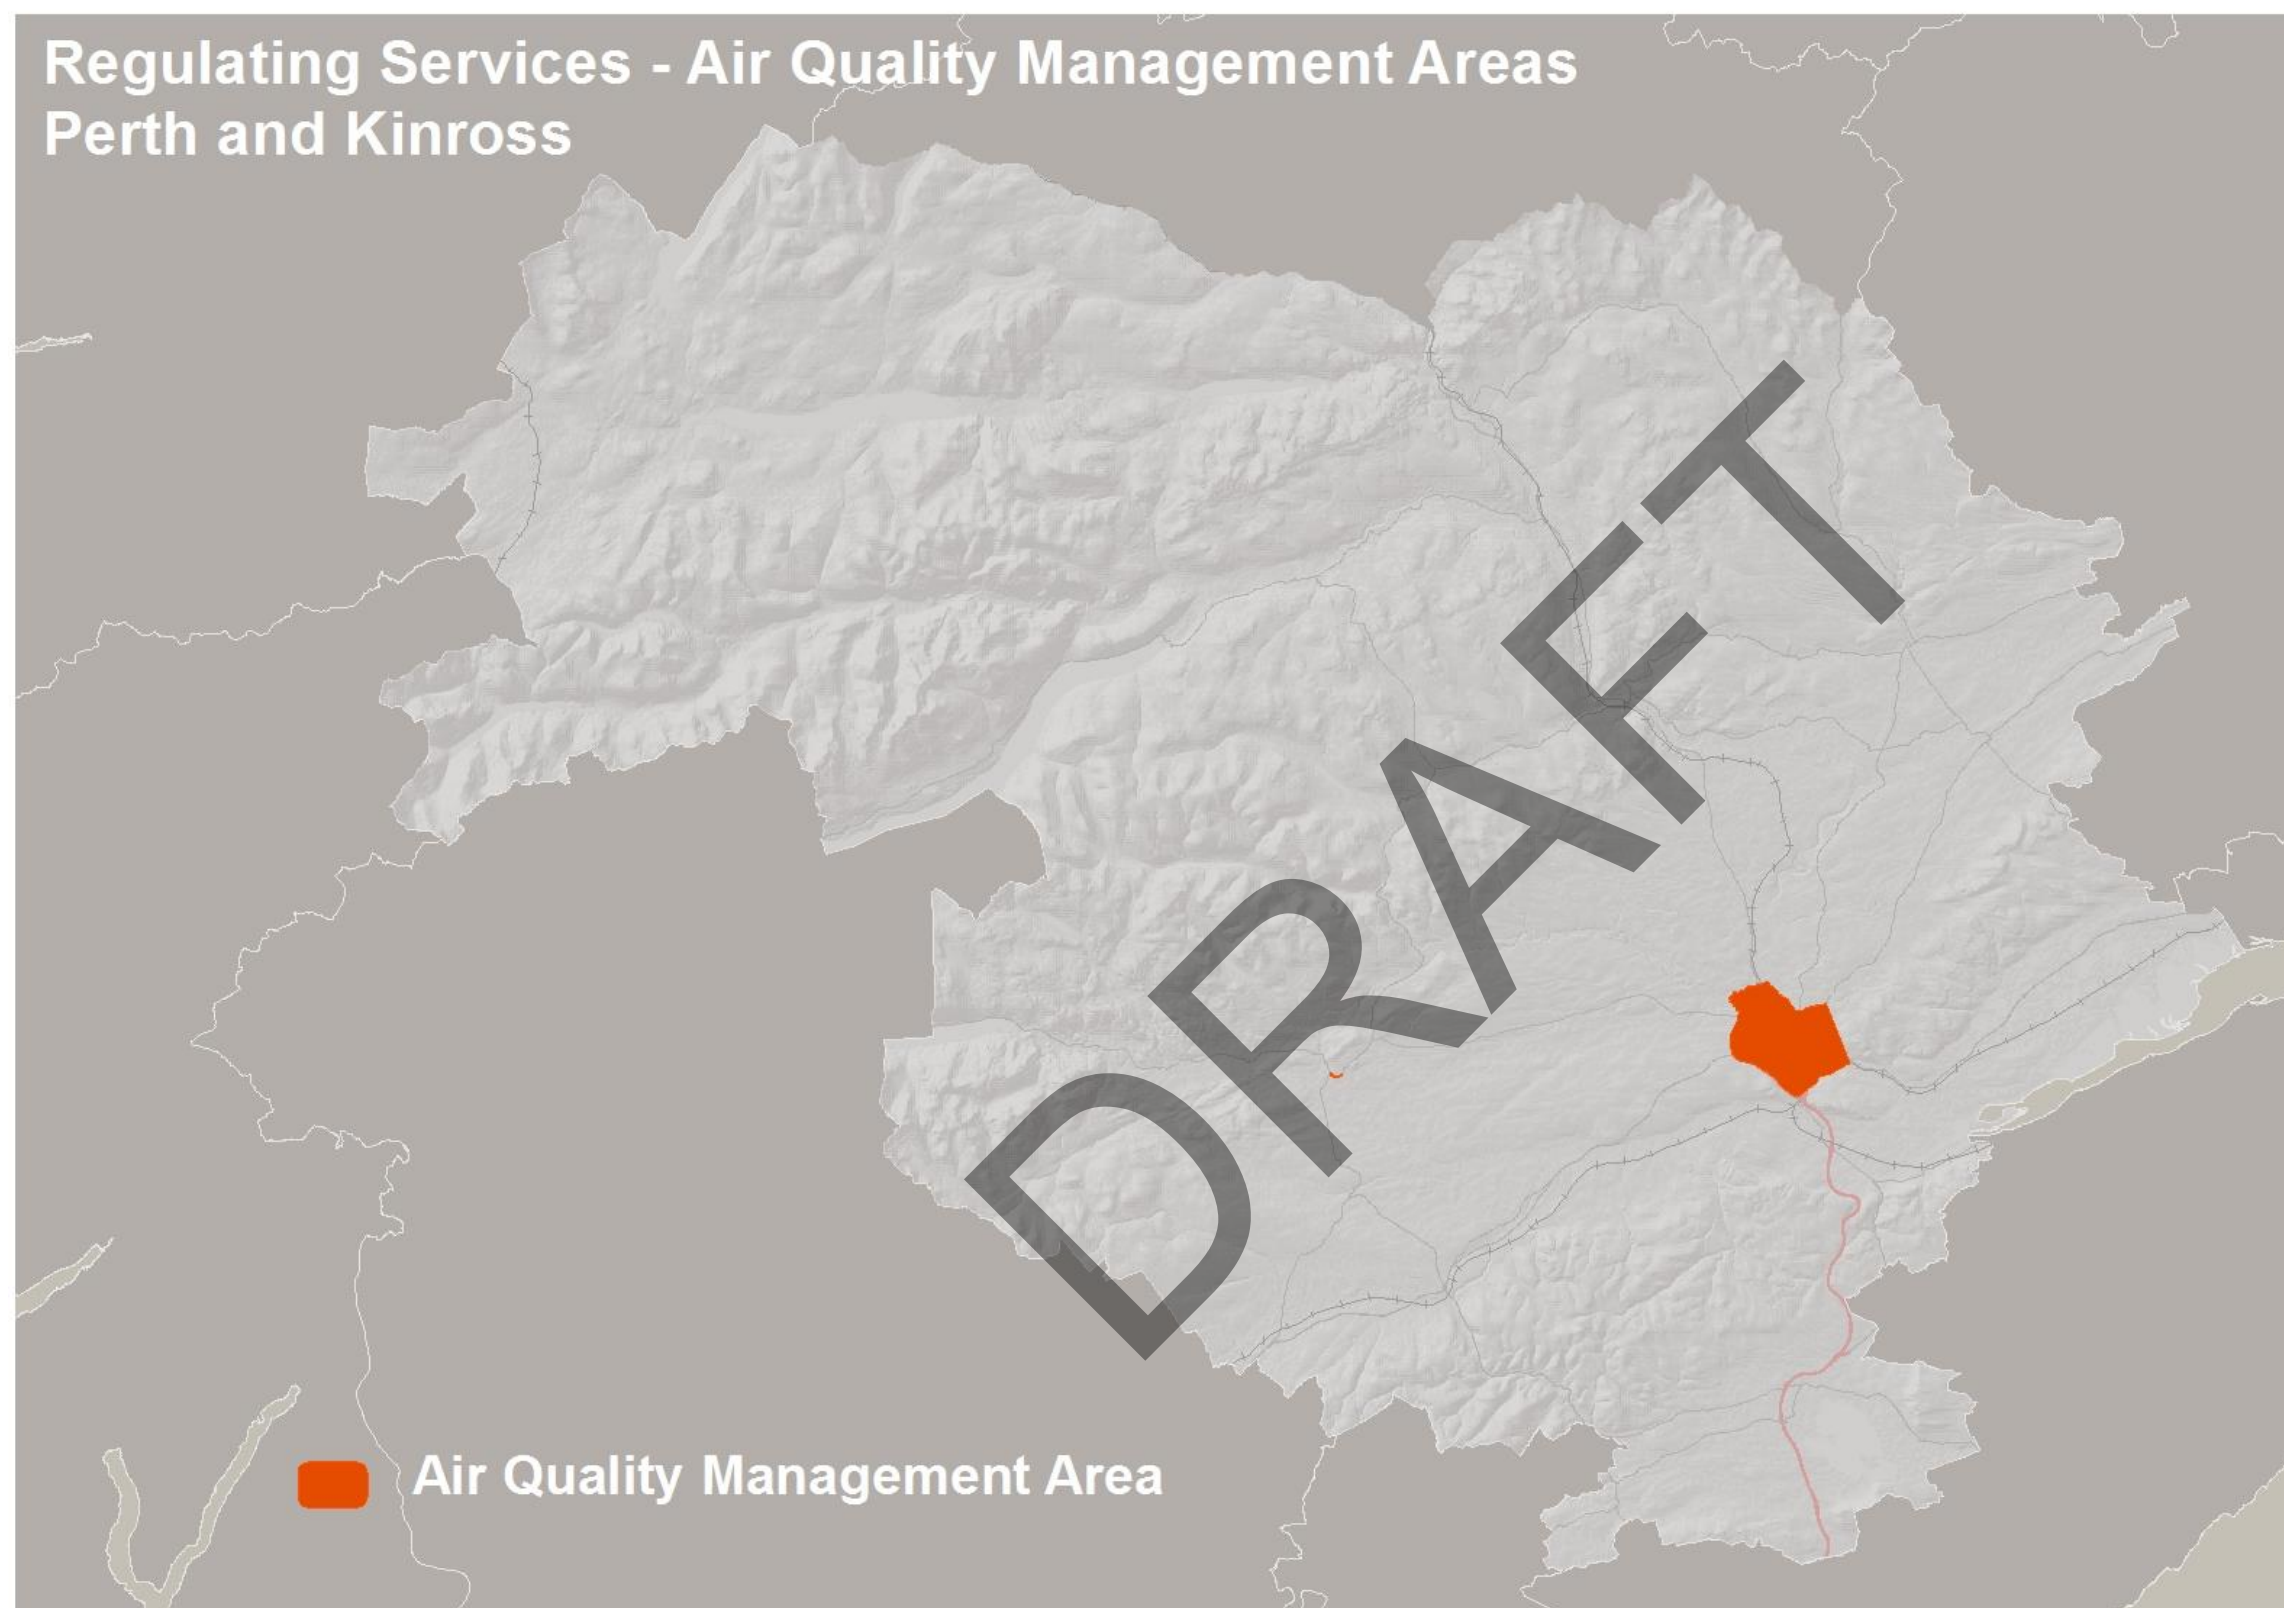 Regulating Services - Air Quality Management Areas
Perth and Kinross
DRAFT
Air Quality Management Area